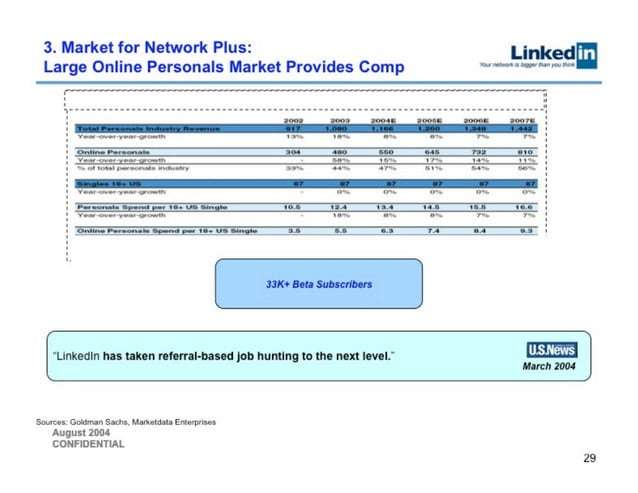 3. Market for Network Plus:
Large Online Personals Market Provides Comp
Linkedin
Your network is bigger than you think
2002 2003 2004E 2005E 2006E 2007E
Total Personals Industry Revenue 917 1,080 1,166 1,260 1,348 1,442
Year-over-year-growth 13% 18% 8% 8% 7% 7%
Online Personals 304 480 550 645 732 810
Year-over-year-growth - 58% 15% 17% 14% 11%
% of total personals industry 33% 44% 47% 51% 54% 56%
Singles 18+ US 87 87 87 87 87 87
Year-over-year-growth - 0% 0% 0% 0% 0%
Personals Spend per 18+ US Single 10.5 12.4 13.4 14.5 15.5 16.6
Year-over-year-growth - 18% 8% 8% 7% 7%
Online Personals Spend per 18+ US Single 3.5 5.5 6.3 7.4 8.4 9.3
33K+ Beta Subscribers
“LinkedIn has taken referral-based job hunting to the next level.”
U.S.News
March 2004
Sources: Goldman Sachs, Marketdata Enterprises
August 2004
CONFIDENTIAL
29